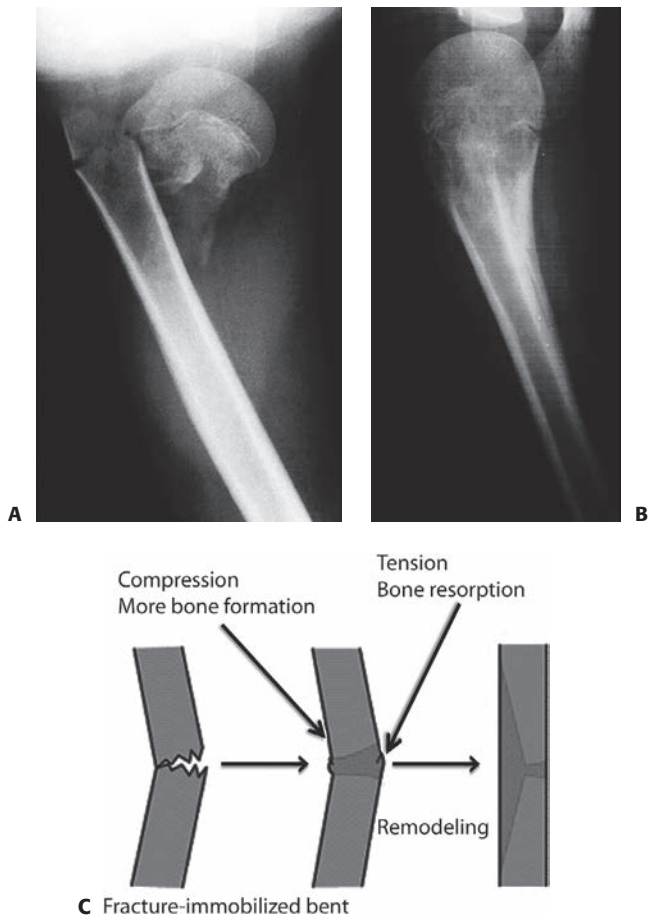 A
B
Compression
More bone formation
Tension
Bone resorption
Remodeling
C Fracture-immobilized bent